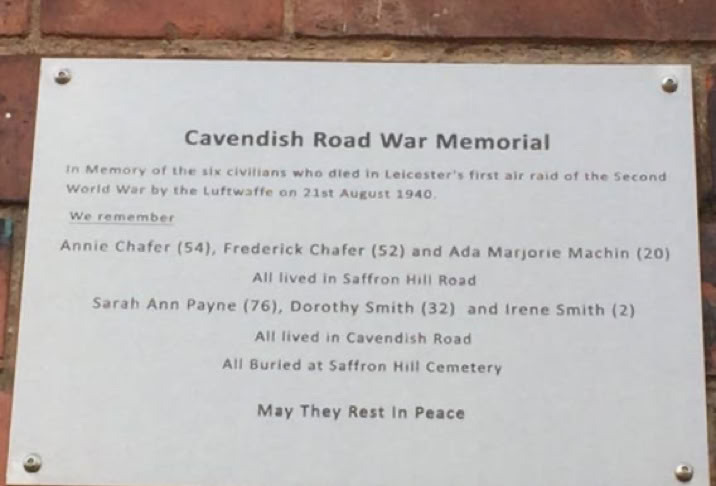 Cavendish Road War Memorial
In Memory of the six civilians who died in Leicester's first air raid of the Second
World War by the Luftwaffe on 21st August 1940.
We remember
Annie Chafer (54), Frederick Chafer (52) and Ada Marjorie Machin (20)
All lived in Saffron Hill Road
Sarah Ann Payne (76), Dorothy Smith (32) and Irene Smith (2)
All lived in Cavendish Road
All Buried at Saffron Hill Cemetery
May They Rest In Peace